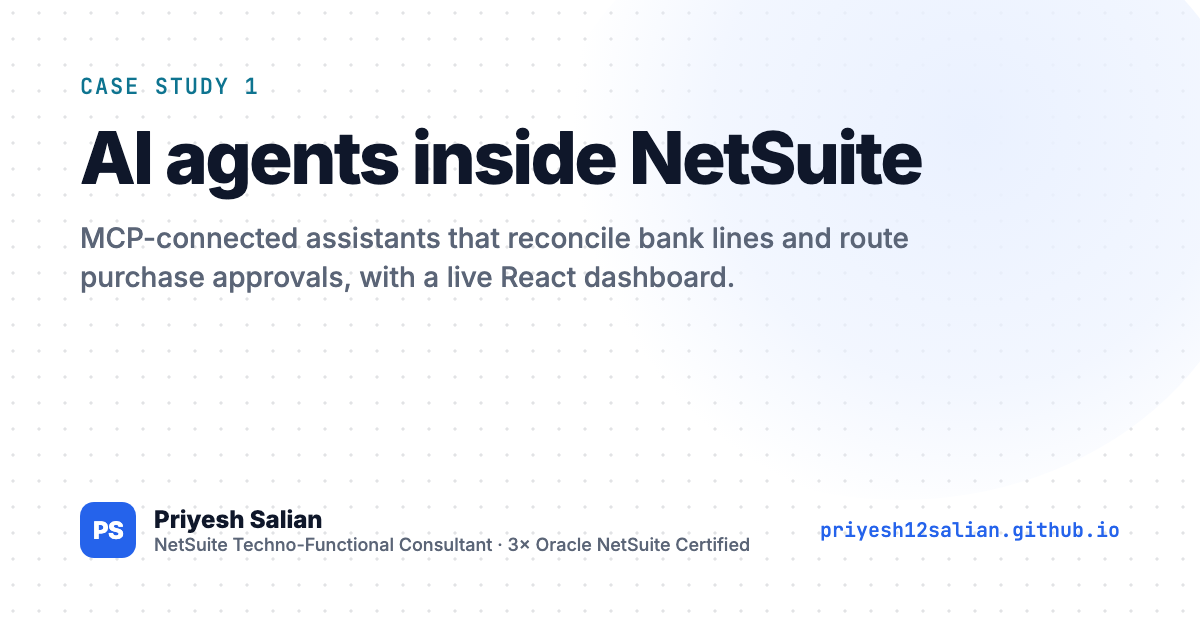 CASE STUDY 1
AI agents inside NetSuite
MCP-connected assistants that reconcile bank lines and route
purchase approvals, with a live React dashboard.
PS
Priyesh Salian
NetSuite Techno-Functional Consultant · 3× Oracle NetSuite Certified
priyesh12salian.github.io